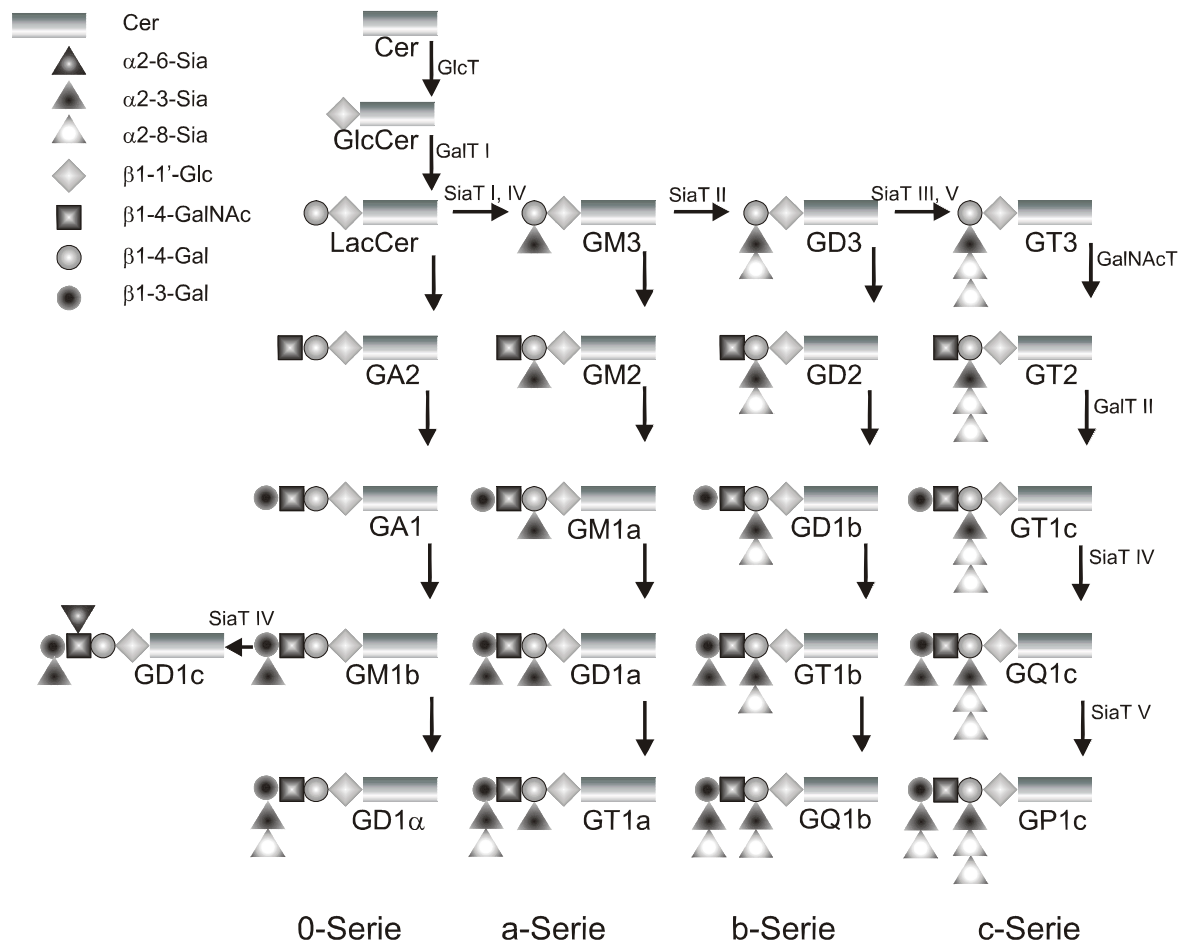 Cer
α2-6-Sia
α2-3-Sia
α2-8-Sia
β1-1'-Glc
β1-4-GalNAc
β1-4-Gal
β1-3-Gal
Cer
GlcT
GlcCer
GalT I
LacCer
SiaT I, IV
GM3
SiaT II
GD3
SiaT III, V
GT3
GalNAcT
GA2
GM2
GD2
GT2
GalT II
GA1
GM1a
GD1b
GT1c
SiaT IV
GD1c
SiaT IV
GM1b
GD1a
GT1b
GQ1c
SiaT V
GD1α
GT1a
GQ1b
GP1c
0-Serie
a-Serie
b-Serie
c-Serie